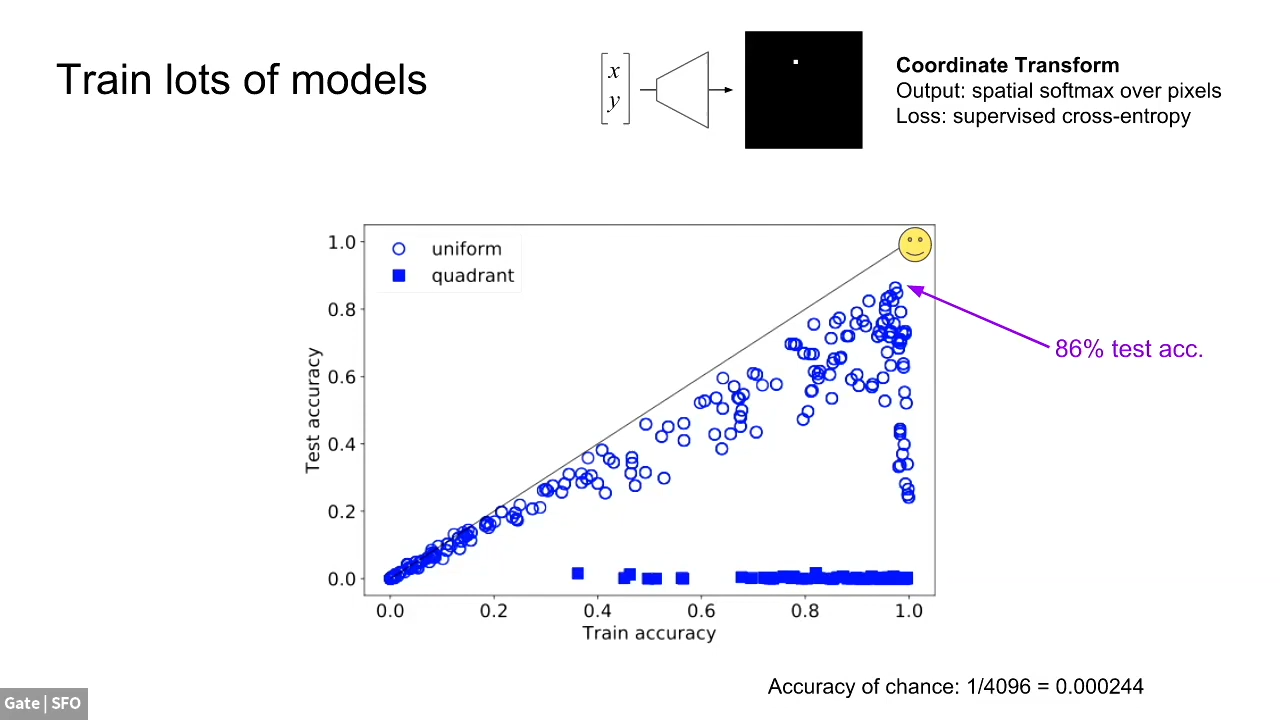 Train lots of models
x
y
Coordinate Transform
Output: spatial softmax over pixels
Loss: supervised cross-entropy
uniform
quadrant
1.0
0.8
0.6
0.4
0.2
0.0
Test accuracy
0.0 0.2 0.4 0.6 0.8 1.0
Train accuracy
86% test acc.
Accuracy of chance: 1/4096 = 0.000244
Gate | SFO